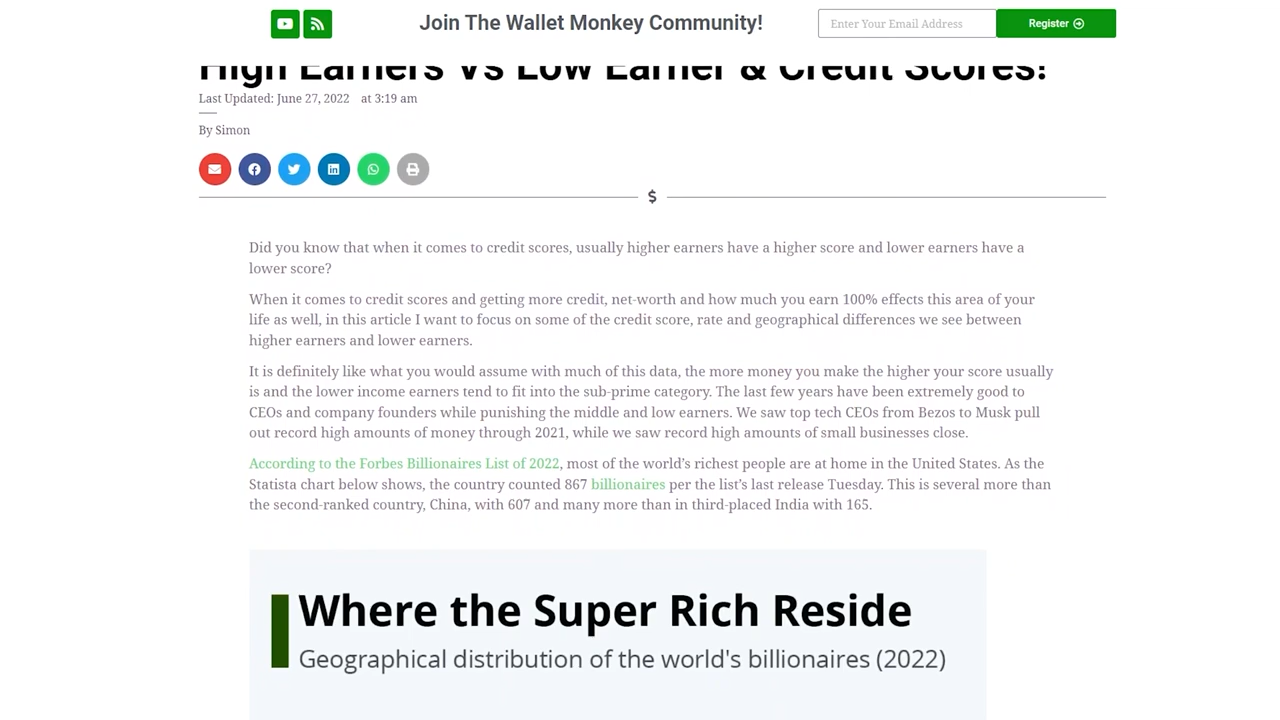 Join The Wallet Monkey Community!
Enter Your Email Address
Register
High Earners Vs Low Earner & Credit Scores!
Last Updated: June 27, 2022 at 3:19 am
By Simon
$
Did you know that when it comes to credit scores, usually higher earners have a higher score and lower earners have a
lower score?
When it comes to credit scores and getting more credit, net-worth and how much you earn 100% effects this area of your
life as well, in this article I want to focus on some of the credit score, rate and geographical differences we see between
higher earners and lower earners.
It is definitely like what you would assume with much of this data, the more money you make the higher your score usually
is and the lower income earners tend to fit into the sub-prime category. The last few years have been extremely good to
CEOs and company founders while punishing the middle and low earners. We saw top tech CEOs from Bezos to Musk pull
out record high amounts of money through 2021, while we saw record high amounts of small businesses close.
According to the Forbes Billionaires List of 2022, most of the world’s richest people are at home in the United States. As the
Statista chart below shows, the country counted 867 billionaires per the list’s last release Tuesday. This is several more than
the second-ranked country, China, with 607 and many more than in third-placed India with 165.
Where the Super Rich Reside
Geographical distribution of the world's billionaires (2022)